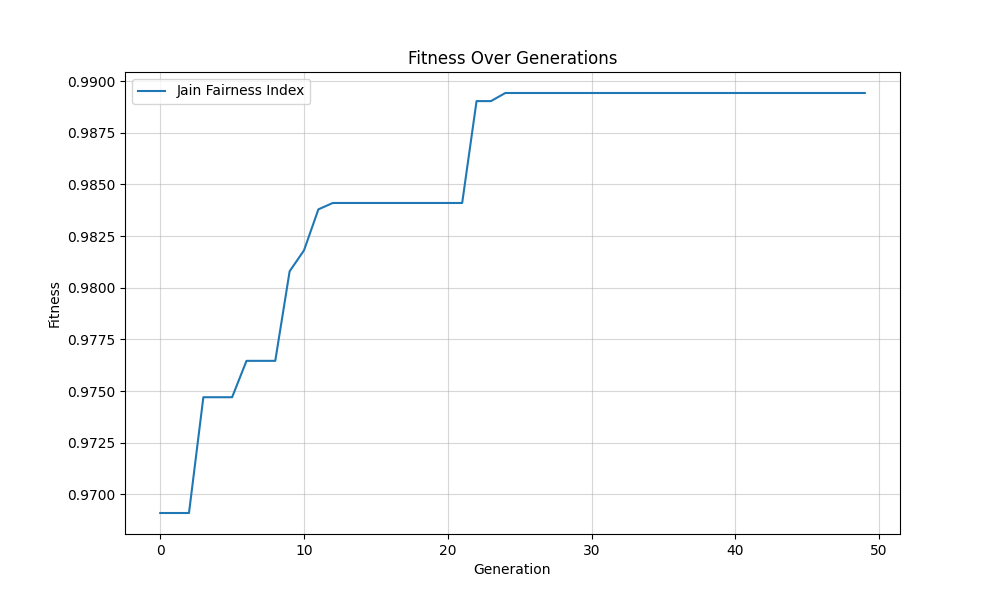 Fitness Over Generations
Jain Fairness Index
0.9900
0.9875
0.9850
0.9825
0.9800
0.9775
0.9750
0.9725
0.9700
Fitness
0 10 20 30 40 50
Generation